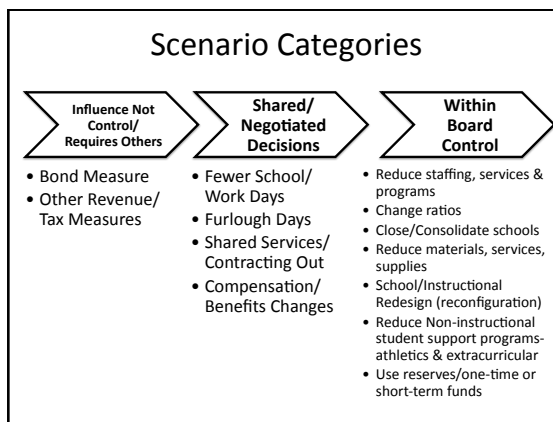 Scenario Categories
Influence Not
Control/
Requires Others
• Bond Measure
• Other Revenue/
Tax Measures
Shared/
Negotiated
Decisions
• Fewer School/
Work Days
• Furlough Days
• Shared Services/
Contracting Out
• Compensation/
Benefits Changes
Within
Board
Control
• Reduce staffing, services &
programs
• Change ratios
• Close/Consolidate schools
• Reduce materials, services,
supplies
• School/Instructional
Redesign (reconfiguration)
• Reduce Non-instructional
student support programs-
athletics & extracurricular
• Use reserves/one-time or
short-term funds